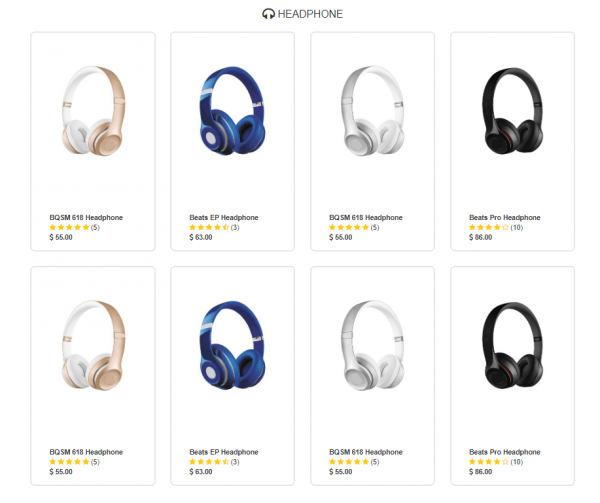 HEADPHONE
BQSM 618 Headphone
(5)
$ 55.00
Beats EP Headphone
(3)
$ 63.00
BQSM 618 Headphone
(5)
$ 55.00
Beats Pro Headphone
(10)
$ 86.00
BQSM 618 Headphone
(5)
$ 55.00
Beats EP Headphone
(3)
$ 63.00
BQSM 618 Headphone
(5)
$ 55.00
Beats Pro Headphone
(10)
$ 86.00